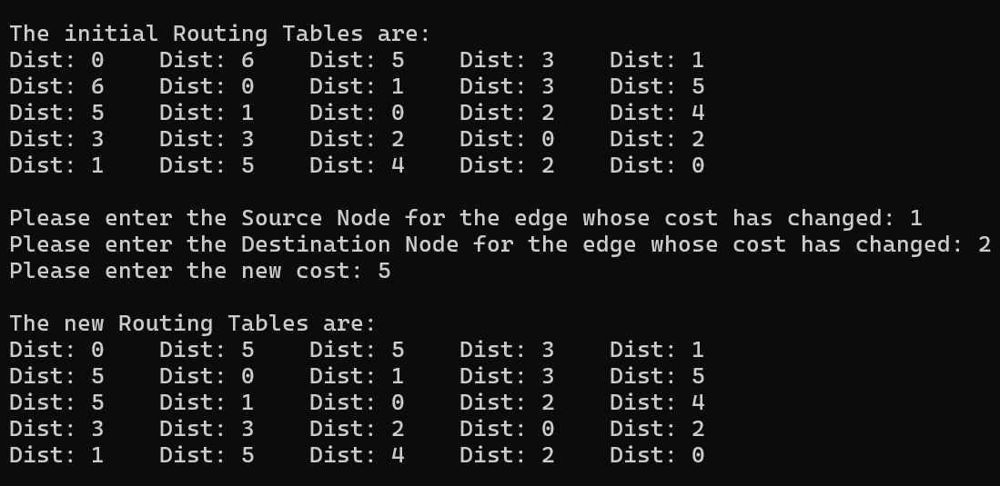 The initial Routing Tables are:
Dist: 0    Dist: 6    Dist: 5    Dist: 3    Dist: 1
Dist: 6    Dist: 0    Dist: 1    Dist: 3    Dist: 5
Dist: 5    Dist: 1    Dist: 0    Dist: 2    Dist: 4
Dist: 3    Dist: 3    Dist: 2    Dist: 0    Dist: 2
Dist: 1    Dist: 5    Dist: 4    Dist: 2    Dist: 0
Please enter the Source Node for the edge whose cost has changed: 1
Please enter the Destination Node for the edge whose cost has changed: 2
Please enter the new cost: 5
The new Routing Tables are:
Dist: 0    Dist: 5    Dist: 5    Dist: 3    Dist: 1
Dist: 5    Dist: 0    Dist: 1    Dist: 3    Dist: 5
Dist: 5    Dist: 1    Dist: 0    Dist: 2    Dist: 4
Dist: 3    Dist: 3    Dist: 2    Dist: 0    Dist: 2
Dist: 1    Dist: 5    Dist: 4    Dist: 2    Dist: 0